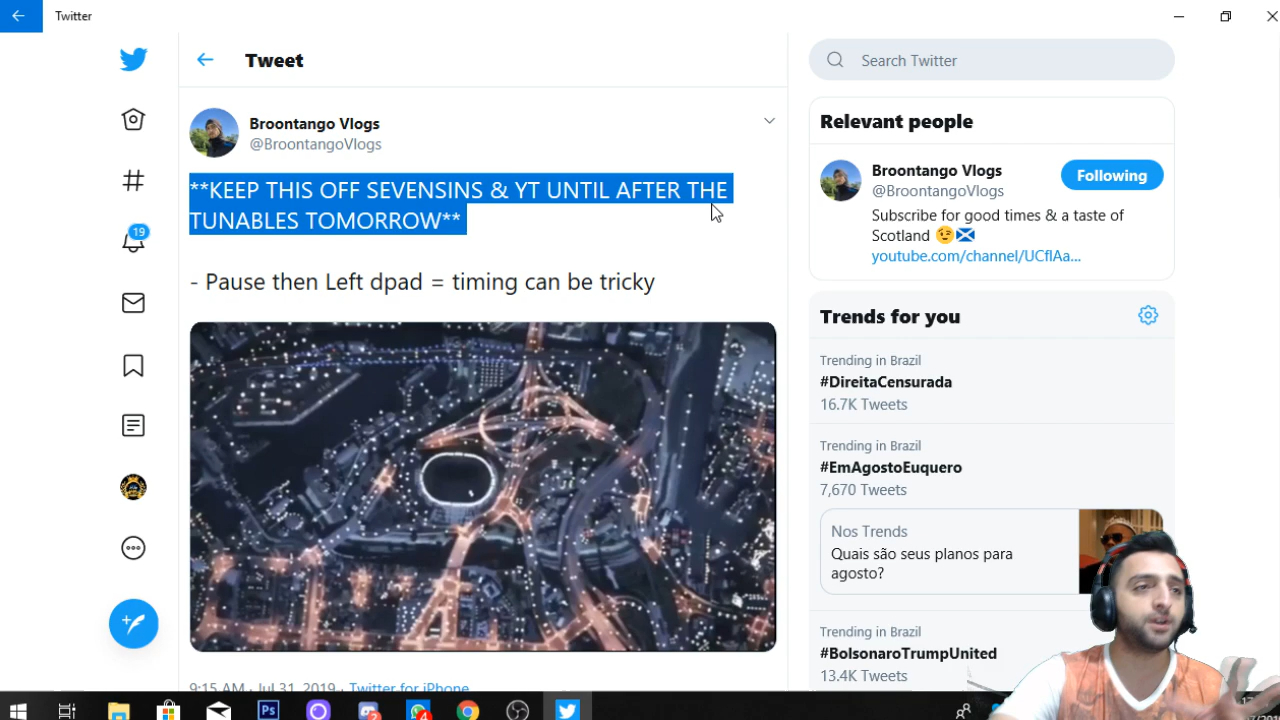 Twitter
Tweet
Search Twitter
Broontango Vlogs
@BroontangoVlogs
**KEEP THIS OFF SEVENSINS & YT UNTIL AFTER THE
TUNABLES TOMORROW**
- Pause then Left dpad = timing can be tricky
9:15 AM · Jul 31, 2019 · Twitter for iPhone
19
Relevant people
Broontango Vlogs
@BroontangoVlogs
Following
Subscribe for good times & a taste of
Scotland 😉🏴󠁧󠁢󠁳󠁣󠁴󠁿
youtube.com/channel/UCflAa...
Trends for you
Trending in Brazil
#DireitaCensurada
16.7K Tweets
Trending in Brazil
#EmAgostoEuquero
7,670 Tweets
Nos Trends
Quais são seus planos para
agosto?
Trending in Brazil
#BolsonaroTrumpUnited
13.4K Tweets
Ps
4